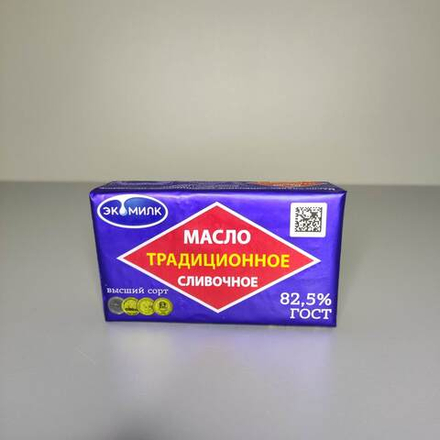 ЭКОМИЛК
МАСЛО
ТРАДИЦИОННОЕ
СЛИВОЧНОЕ
высший сорт
82,5%
ГОСТ